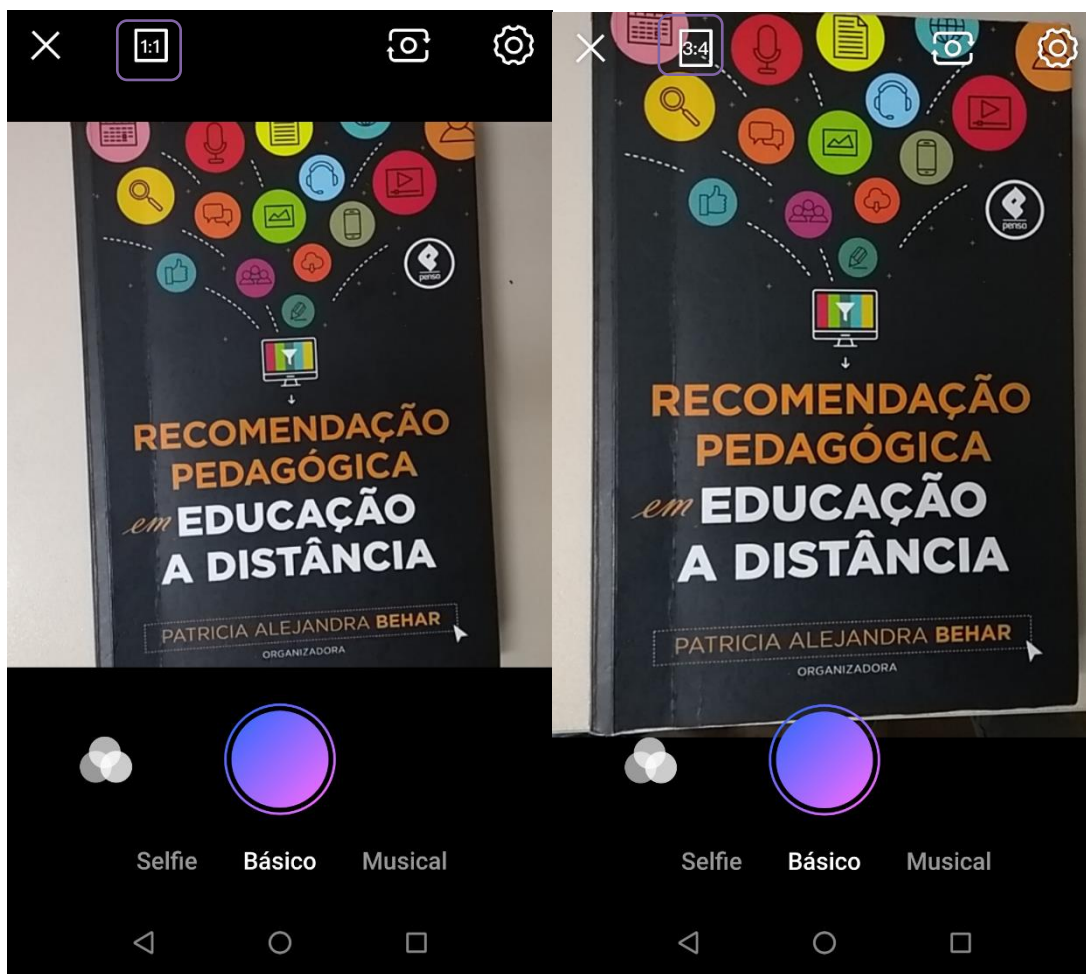 1:1
penso
RECOMENDAÇÃO
PEDAGÓGICA
em EDUCAÇÃO
A DISTÂNCIA
PATRICIA ALEJANDRA BEHAR
ORGANIZADORA
Selfie Básico Musical
3:4
penso
RECOMENDAÇÃO
PEDAGÓGICA
em EDUCAÇÃO
A DISTÂNCIA
PATRICIA ALEJANDRA BEHAR
ORGANIZADORA
Selfie Básico Musical